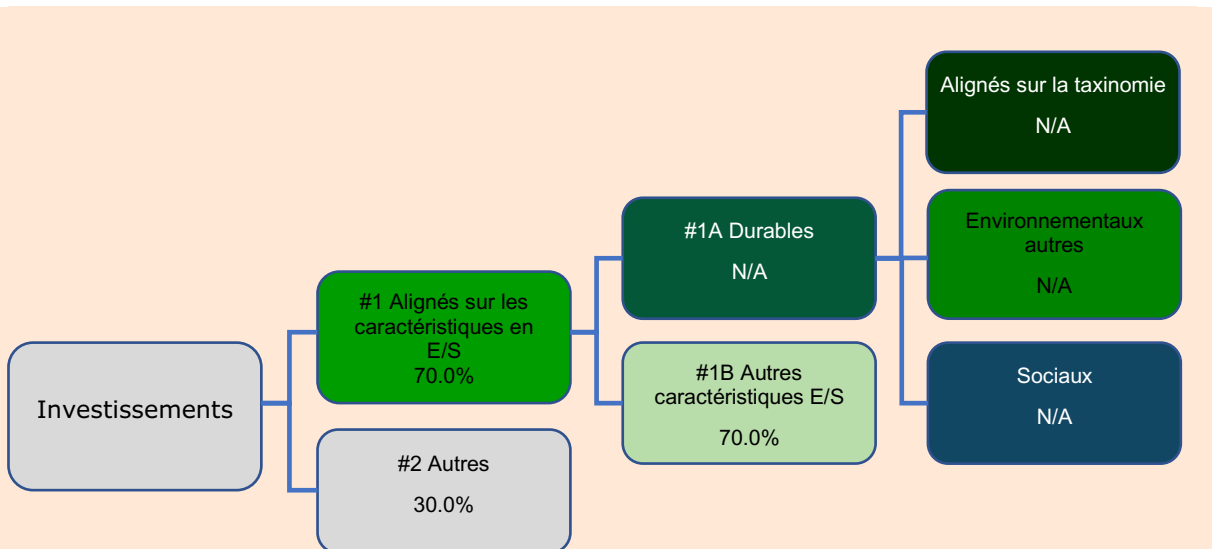 Investissements
#1 Alignés sur les
caractéristiques en
E/S
70.0%
#2 Autres
30.0%
#1A Durables
N/A
#1B Autres
caractéristiques E/S
70.0%
Alignés sur la taxinomie
N/A
Environnementaux
autres
N/A
Sociaux
N/A